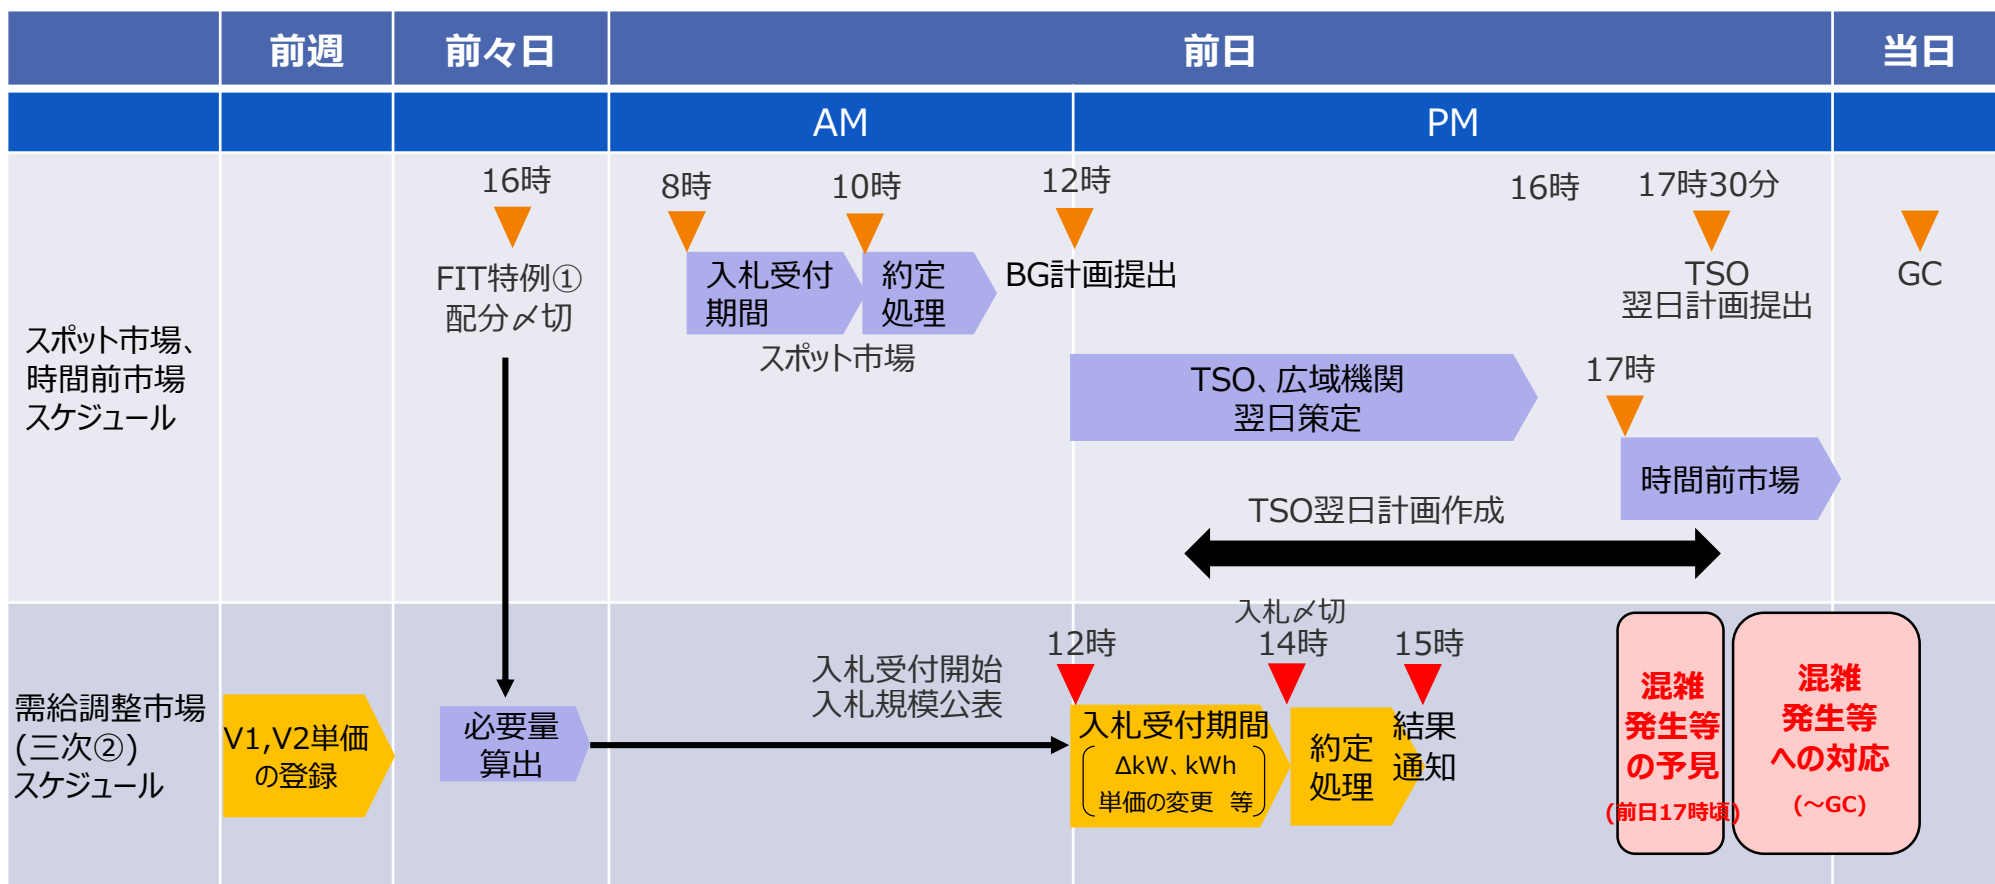 前週
前々日
前日
当日
AM
PM
スポット市場、
時間前市場
スケジュール
16時
FIT特例①
配分〆切
8時
10時
入札受付
期間
約定
処理
スポット市場
12時
BG計画提出
16時
17時30分
TSO
翌日計画提出
GC
TSO、広域機関
翌日策定
17時
時間前市場
TSO翌日計画作成
需給調整市場
(三次②)
スケジュール
V1,V2単価
の登録
必要量
算出
入札受付開始
入札規模公表
12時
入札〆切
14時
15時
入札受付期間
ΔkW、kWh
単価の変更 等
約定
処理
結果
通知
混雑
発生等
の予見
(前日17時頃)
混雑
発生等
への対応
(～GC)